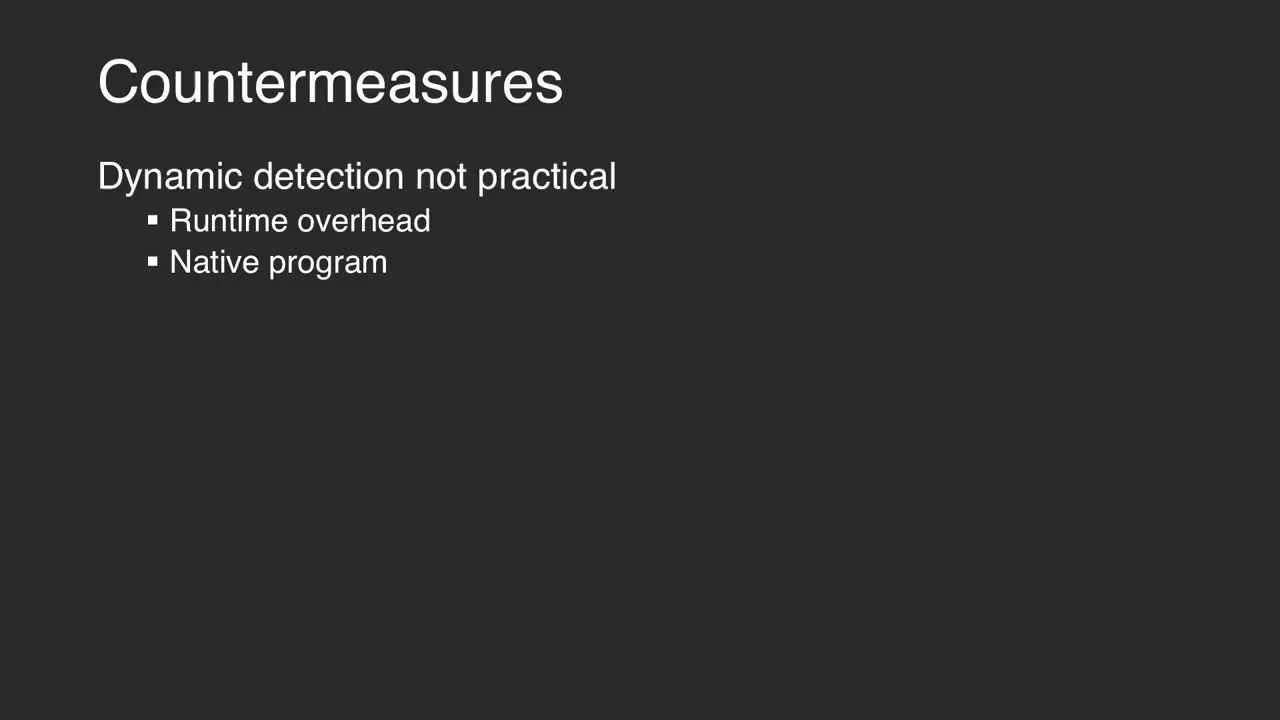 Countermeasures
Dynamic detection not practical
▪ Runtime overhead
▪ Native program